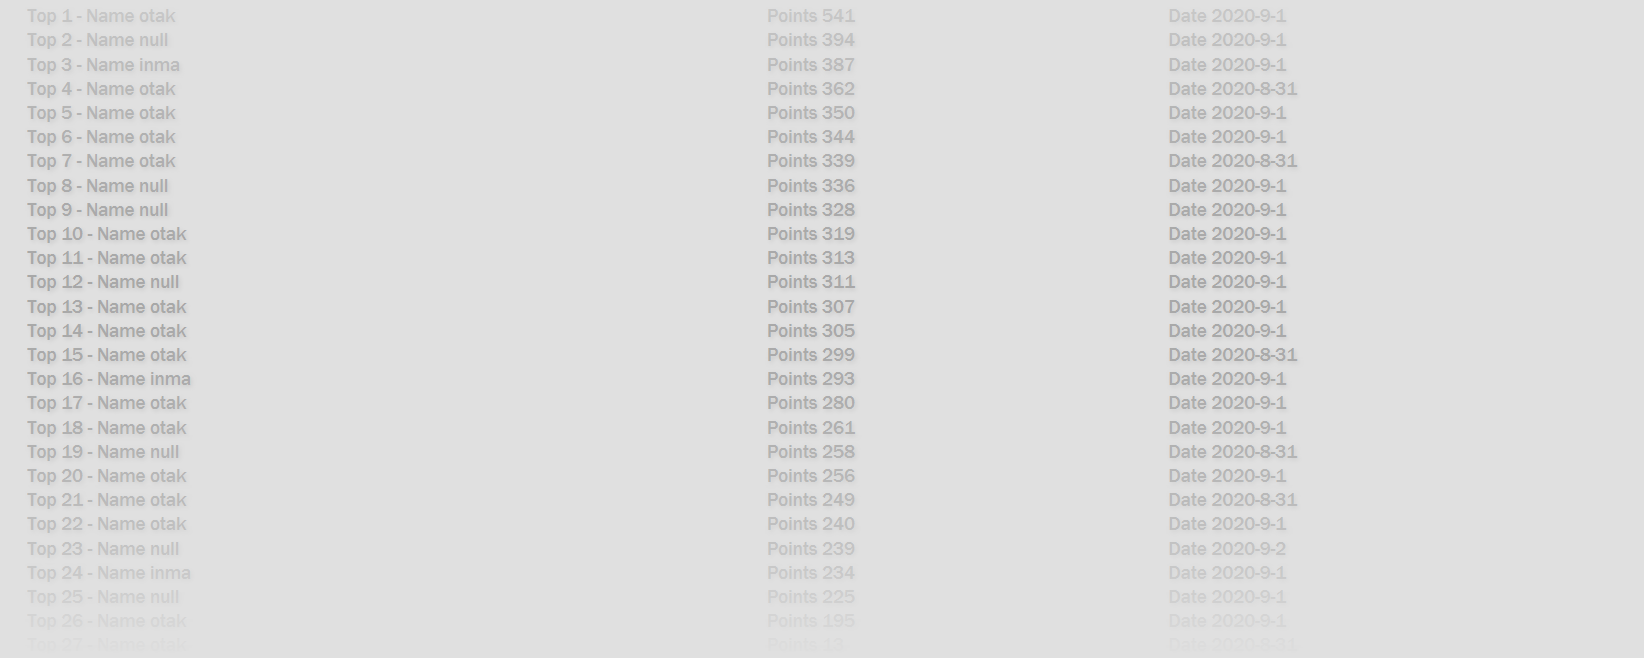 Top 1 - Name otak Points 541 Date 2020-9-1
Top 2 - Name null Points 394 Date 2020-9-1
Top 3 - Name inma Points 387 Date 2020-9-1
Top 4 - Name otak Points 362 Date 2020-8-31
Top 5 - Name otak Points 350 Date 2020-9-1
Top 6 - Name otak Points 344 Date 2020-9-1
Top 7 - Name otak Points 339 Date 2020-8-31
Top 8 - Name null Points 336 Date 2020-9-1
Top 9 - Name null Points 328 Date 2020-9-1
Top 10 - Name otak Points 319 Date 2020-9-1
Top 11 - Name otak Points 313 Date 2020-9-1
Top 12 - Name null Points 311 Date 2020-9-1
Top 13 - Name otak Points 307 Date 2020-9-1
Top 14 - Name otak Points 305 Date 2020-9-1
Top 15 - Name otak Points 299 Date 2020-8-31
Top 16 - Name inma Points 293 Date 2020-9-1
Top 17 - Name otak Points 280 Date 2020-9-1
Top 18 - Name otak Points 261 Date 2020-9-1
Top 19 - Name null Points 258 Date 2020-8-31
Top 20 - Name otak Points 256 Date 2020-9-1
Top 21 - Name otak Points 249 Date 2020-8-31
Top 22 - Name otak Points 240 Date 2020-9-1
Top 23 - Name null Points 239 Date 2020-9-2
Top 24 - Name inma Points 234 Date 2020-9-1
Top 25 - Name null Points 225 Date 2020-9-1
Top 26 - Name otak Points 195 Date 2020-9-1
Top 27 - Name otak Points 13 Date 2020-8-31